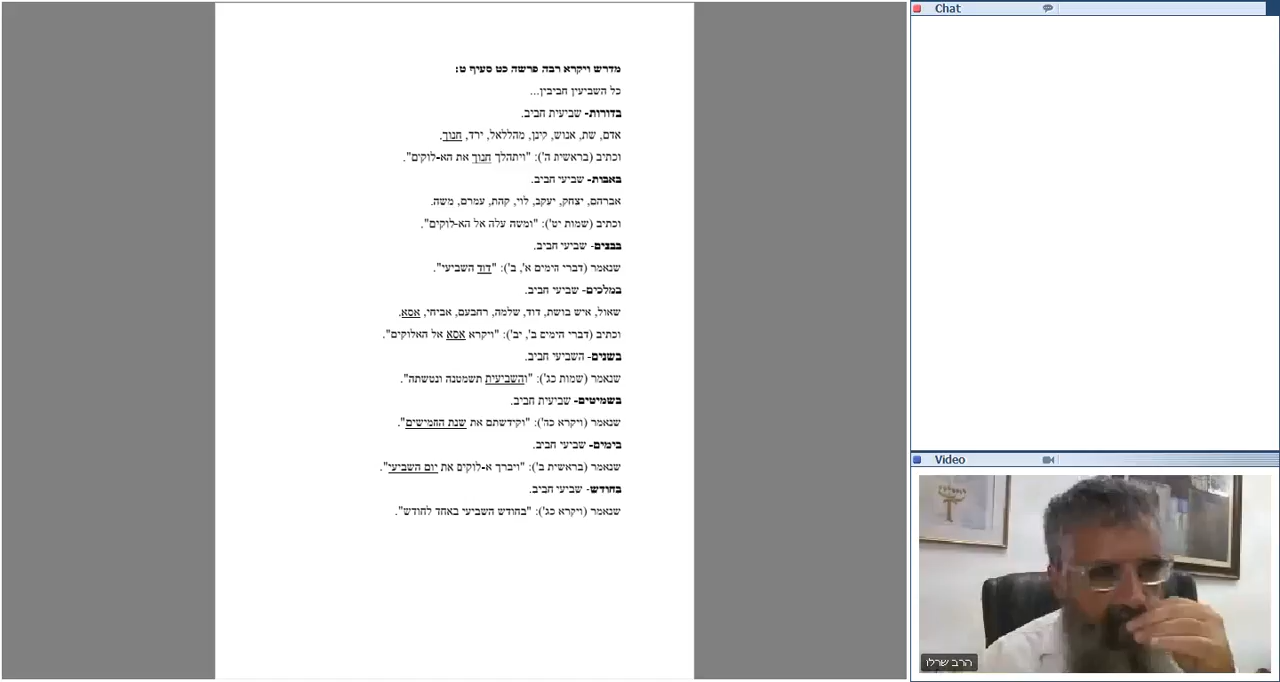 מדרש ויקרא רבה פרשה כט סעיף ט:
כל השביעין חביבין...
בדורות- שביעית חביב.
אדם, שת, אנוש, קינן, מהללאל, ירד, חנוך.
וכתיב (בראשית ה'): "ויתהלך חנוך את הא-לוקים".
באבות- שביעי חביב.
אברהם, יצחק, יעקב, לוי, קהת, עמרם, משה.
וכתיב (שמות יט'): "ומשה עלה אל הא-לוקים".
בבנים- שביעי חביב.
שנאמר (דברי הימים א', ב'): "דוד השביעי".
במלכים- שביעי חביב.
שאול, איש בושת, דוד, שלמה, רחבעם, אביהי, אסא.
וכתיב (דברי הימים ב', יב'): "ויקרא אסא אל האלוקים".
בשנים- השביעי חביב.
שנאמר (שמות כג'): "והשביעית תשמטנה ונטשתה".
בשמיטים- שביעית חביב.
שנאמר (ויקרא כה'): "וקידשתם את שנת החמישים".
בימים- שביעי חביב.
שנאמר (בראשית ב'): "ויברך א-לוקים את יום השביעי".
בחודש- שביעי חביב.
שנאמר (ויקרא כג'): "בחודש השביעי באחד לחודש".
Chat
Video
הרב שרלו